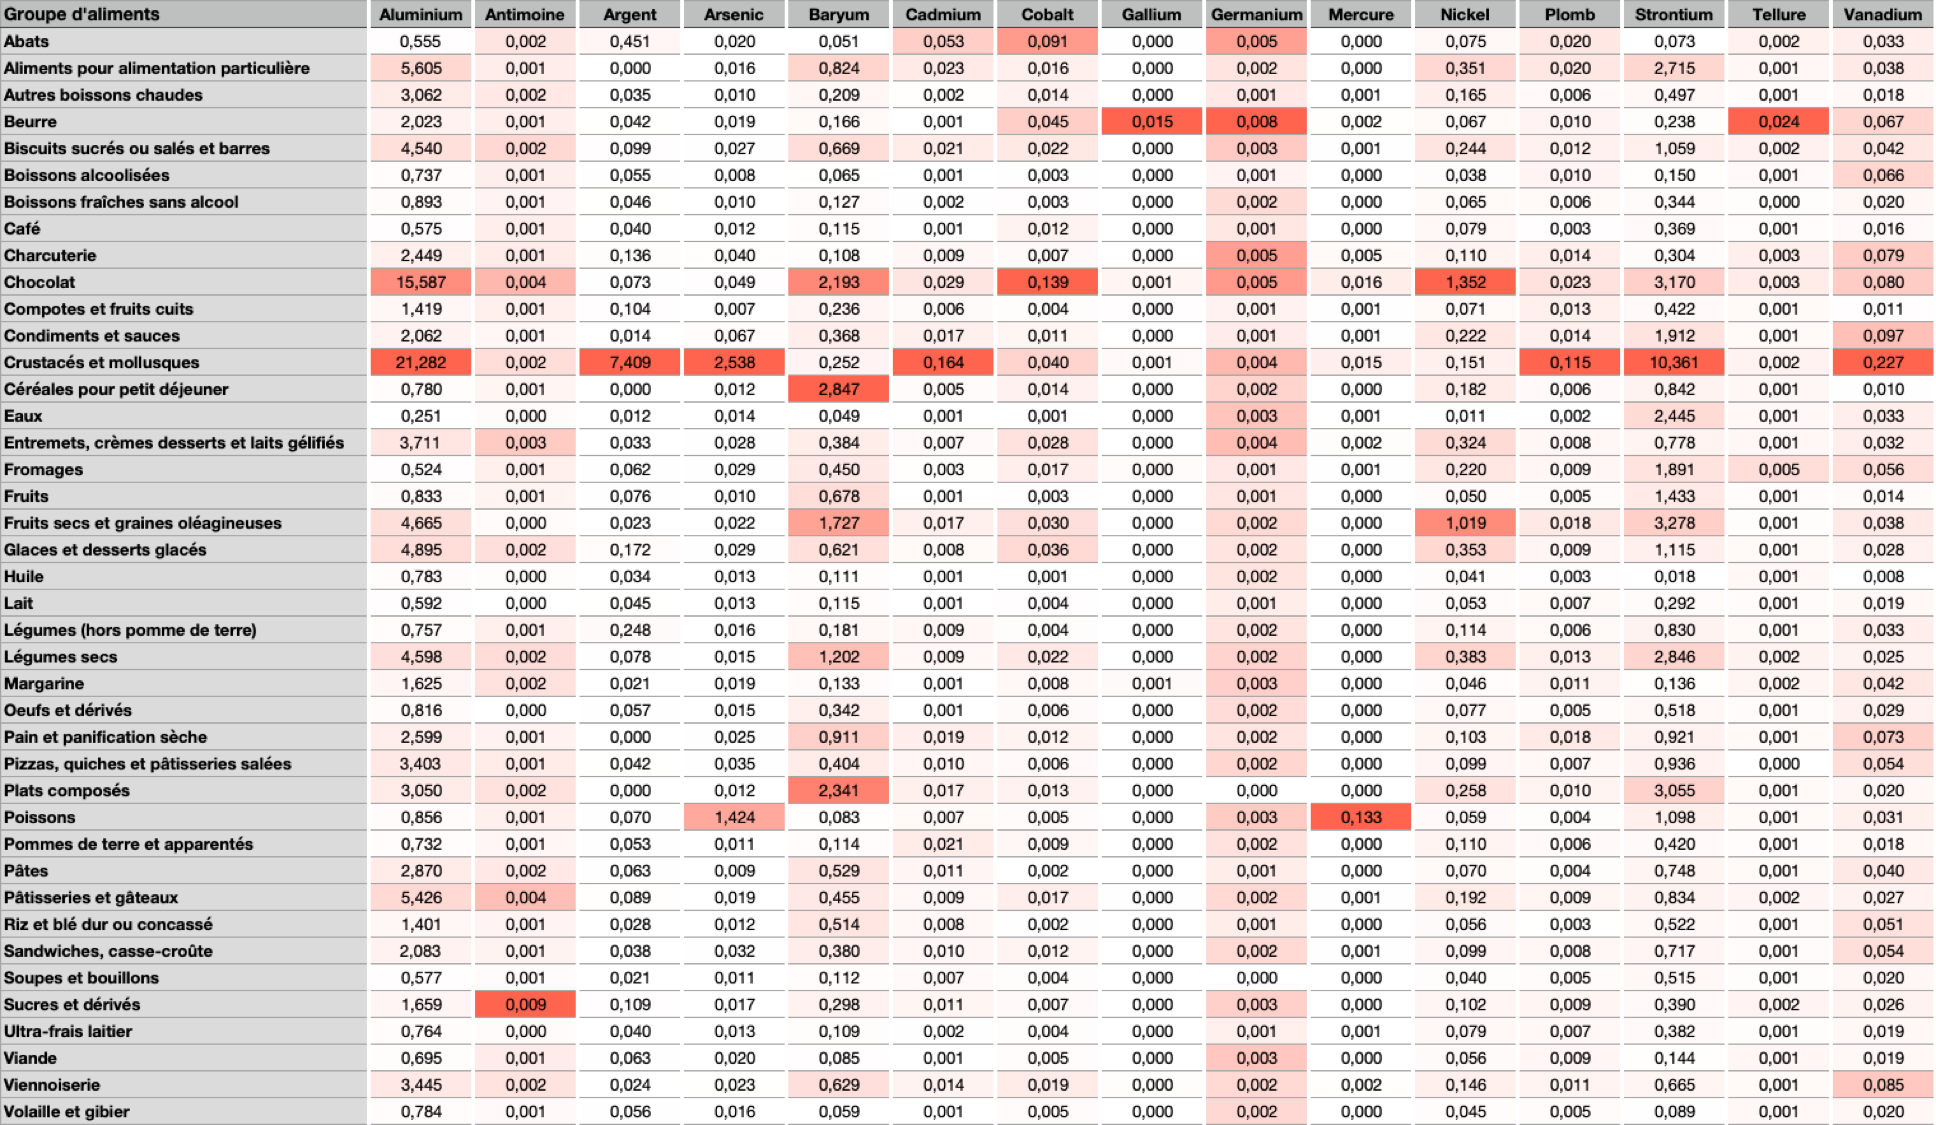 Groupe d'aliments Aluminium Antimoine Argent Arsenic Baryum Cadmium Cobalt Gallium Germanium Mercure Nickel Plomb Strontium Tellure Vanadium
Abats 0,555 0,002 0,451 0,020 0,051 0,053 0,091 0,000 0,005 0,000 0,075 0,020 0,073 0,002 0,033
Aliments pour alimentation particulière 5,605 0,001 0,000 0,016 0,824 0,023 0,016 0,000 0,002 0,000 0,351 0,020 2,715 0,001 0,038
Autres boissons chaudes 3,062 0,002 0,035 0,010 0,209 0,002 0,014 0,000 0,001 0,001 0,165 0,006 0,497 0,001 0,018
Beurre 2,023 0,001 0,042 0,019 0,166 0,001 0,045 0,015 0,008 0,002 0,067 0,010 0,238 0,024 0,067
Biscuits sucrés ou salés et barres 4,540 0,002 0,099 0,027 0,669 0,021 0,022 0,000 0,003 0,001 0,244 0,012 1,059 0,002 0,042
Boissons alcoolisées 0,737 0,001 0,055 0,008 0,065 0,001 0,003 0,000 0,001 0,000 0,038 0,010 0,150 0,001 0,066
Boissons fraîches sans alcool 0,893 0,001 0,046 0,010 0,127 0,002 0,003 0,000 0,002 0,000 0,065 0,006 0,344 0,000 0,020
Café 0,575 0,001 0,040 0,012 0,115 0,001 0,012 0,000 0,001 0,000 0,079 0,003 0,369 0,001 0,016
Charcuterie 2,449 0,001 0,136 0,040 0,108 0,009 0,007 0,000 0,005 0,005 0,110 0,014 0,304 0,003 0,079
Chocolat 15,587 0,004 0,073 0,049 2,193 0,029 0,139 0,001 0,005 0,016 1,352 0,023 3,170 0,003 0,080
Compotes et fruits cuits 1,419 0,001 0,104 0,007 0,236 0,006 0,004 0,000 0,001 0,001 0,071 0,013 0,422 0,001 0,011
Condiments et sauces 2,062 0,001 0,014 0,067 0,368 0,017 0,011 0,000 0,001 0,001 0,222 0,014 1,912 0,001 0,097
Crustacés et mollusques 21,282 0,002 7,409 2,538 0,252 0,164 0,040 0,001 0,004 0,015 0,151 0,115 10,361 0,002 0,227
Céréales pour petit déjeuner 0,780 0,001 0,000 0,012 2,847 0,005 0,014 0,000 0,002 0,000 0,182 0,006 0,842 0,001 0,010
Eaux 0,251 0,000 0,012 0,014 0,049 0,001 0,001 0,000 0,003 0,001 0,011 0,002 2,445 0,001 0,033
Entremets, crèmes desserts et laits gélifiés 3,711 0,003 0,033 0,028 0,384 0,007 0,028 0,000 0,004 0,002 0,324 0,008 0,778 0,001 0,032
Fromages 0,524 0,001 0,062 0,029 0,450 0,003 0,017 0,000 0,001 0,001 0,220 0,009 1,891 0,005 0,056
Fruits 0,833 0,001 0,076 0,010 0,678 0,001 0,003 0,000 0,001 0,000 0,050 0,005 1,433 0,001 0,014
Fruits secs et graines oléagineuses 4,665 0,000 0,023 0,022 1,727 0,017 0,030 0,000 0,002 0,000 1,019 0,018 3,278 0,001 0,038
Glaces et desserts glacés 4,895 0,002 0,172 0,029 0,621 0,008 0,036 0,000 0,002 0,000 0,353 0,009 1,115 0,001 0,028
Huile 0,783 0,000 0,034 0,013 0,111 0,001 0,001 0,000 0,002 0,000 0,041 0,003 0,018 0,001 0,008
Lait 0,592 0,000 0,045 0,013 0,115 0,001 0,004 0,000 0,001 0,000 0,053 0,007 0,292 0,001 0,019
Légumes (hors pomme de terre) 0,757 0,001 0,248 0,016 0,181 0,009 0,004 0,000 0,002 0,000 0,114 0,006 0,830 0,001 0,033
Légumes secs 4,598 0,002 0,078 0,015 1,202 0,009 0,022 0,000 0,002 0,000 0,383 0,013 2,846 0,002 0,025
Margarine 1,625 0,002 0,021 0,019 0,133 0,001 0,008 0,001 0,003 0,000 0,046 0,011 0,136 0,002 0,042
Oeufs et dérivés 0,816 0,000 0,057 0,015 0,342 0,001 0,006 0,000 0,002 0,000 0,077 0,005 0,518 0,001 0,029
Pain et panification sèche 2,599 0,001 0,000 0,025 0,911 0,019 0,012 0,000 0,002 0,000 0,103 0,018 0,921 0,001 0,073
Pizzas, quiches et pâtisseries salées 3,403 0,001 0,042 0,035 0,404 0,010 0,006 0,000 0,002 0,000 0,099 0,007 0,936 0,000 0,054
Plats composés 3,050 0,002 0,000 0,012 2,341 0,017 0,013 0,000 0,000 0,000 0,258 0,010 3,055 0,001 0,020
Poissons 0,856 0,001 0,070 1,424 0,083 0,007 0,005 0,000 0,003 0,133 0,059 0,004 1,098 0,001 0,031
Pommes de terre et apparentés 0,732 0,001 0,053 0,011 0,114 0,021 0,009 0,000 0,002 0,000 0,110 0,006 0,420 0,001 0,018
Pâtes 2,870 0,002 0,063 0,009 0,529 0,011 0,002 0,000 0,001 0,000 0,070 0,004 0,748 0,001 0,040
Pâtisseries et gâteaux 5,426 0,004 0,089 0,019 0,455 0,009 0,017 0,000 0,002 0,001 0,192 0,009 0,834 0,002 0,027
Riz et blé dur ou concassé 1,401 0,001 0,028 0,012 0,514 0,008 0,002 0,000 0,001 0,000 0,056 0,003 0,522 0,001 0,051
Sandwiches, casse-croûte 2,083 0,001 0,038 0,032 0,380 0,010 0,012 0,000 0,002 0,001 0,099 0,008 0,717 0,001 0,054
Soupes et bouillons 0,577 0,001 0,021 0,011 0,112 0,007 0,004 0,000 0,000 0,000 0,040 0,005 0,515 0,001 0,020
Sucres et dérivés 1,659 0,009 0,109 0,017 0,298 0,011 0,007 0,000 0,003 0,000 0,102 0,009 0,390 0,002 0,026
Ultra-frais laitier 0,764 0,000 0,040 0,013 0,109 0,002 0,004 0,000 0,001 0,001 0,079 0,007 0,382 0,001 0,019
Viande 0,695 0,001 0,063 0,020 0,085 0,001 0,005 0,000 0,003 0,000 0,056 0,009 0,144 0,001 0,019
Viennoiserie 3,445 0,002 0,024 0,023 0,629 0,014 0,019 0,000 0,002 0,002 0,146 0,011 0,665 0,001 0,085
Volaille et gibier 0,784 0,001 0,056 0,016 0,059 0,001 0,005 0,000 0,002 0,000 0,045 0,005 0,089 0,001 0,020